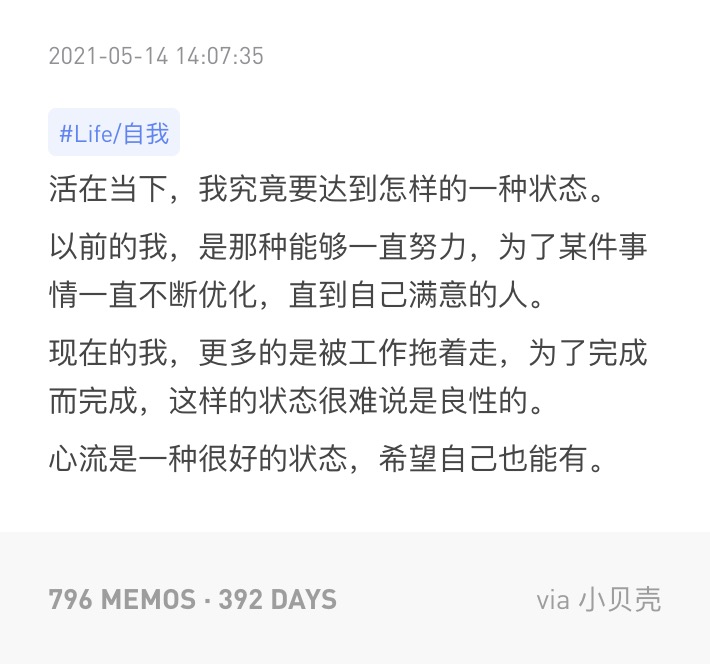 2021-05-14 14:07:35
#Life/自我
活在当下，我究竟要达到怎样的一种状态。
以前的我，是那种能够一直努力，为了某件事
情一直不断优化，直到自己满意的人。
现在的我，更多的是被工作拖着走，为了完成
而完成，这样的状态很难说是良性的。
心流是一种很好的状态，希望自己也能有。
796 MEMOS · 392 DAYS
via 小贝壳